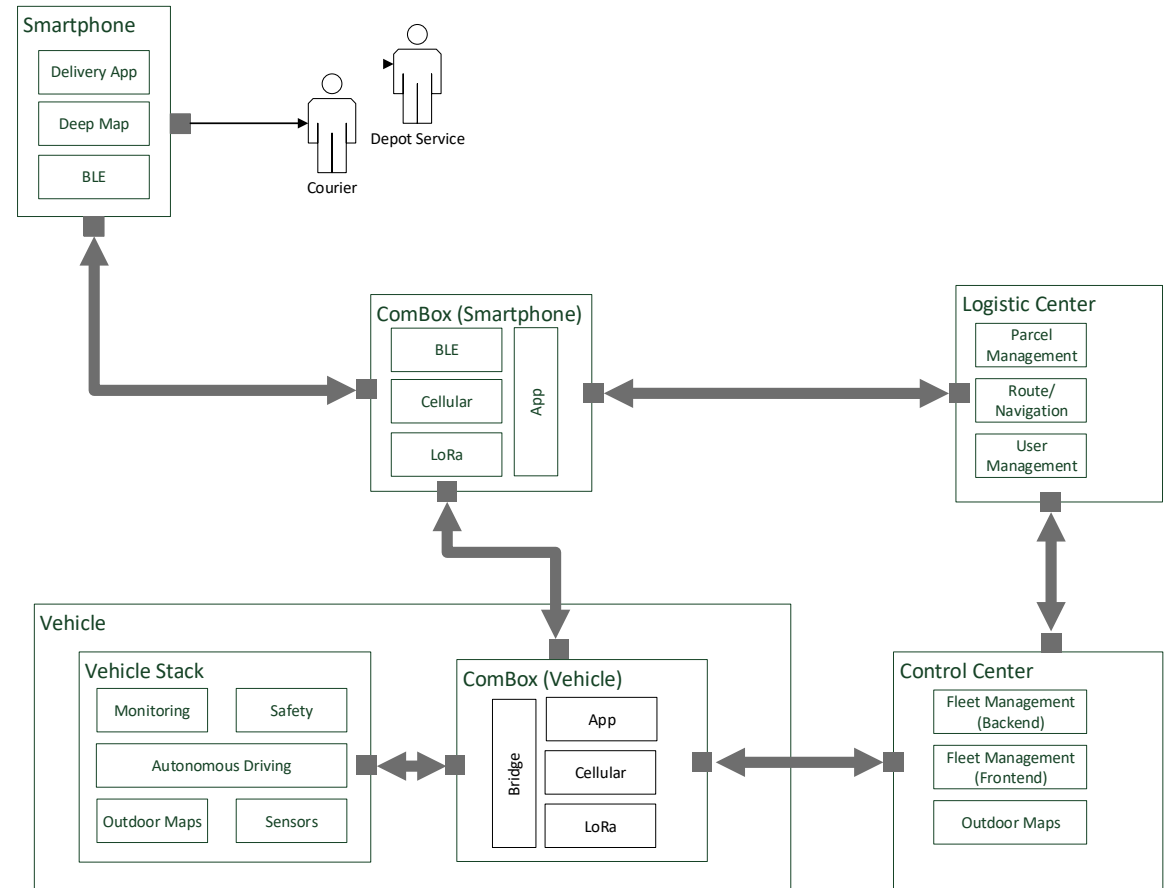 Smartphone
Delivery App
Deep Map
BLE
Courier
Depot Service
ComBox (Smartphone)
BLE
Cellular
LoRa
App
Logistic Center
Parcel
Management
Route/
Navigation
User
Management
Vehicle
Vehicle Stack
Monitoring
Safety
Autonomous Driving
Outdoor Maps
Sensors
ComBox (Vehicle)
Bridge
App
Cellular
LoRa
Control Center
Fleet Management
(Backend)
Fleet Management
(Frontend)
Outdoor Maps